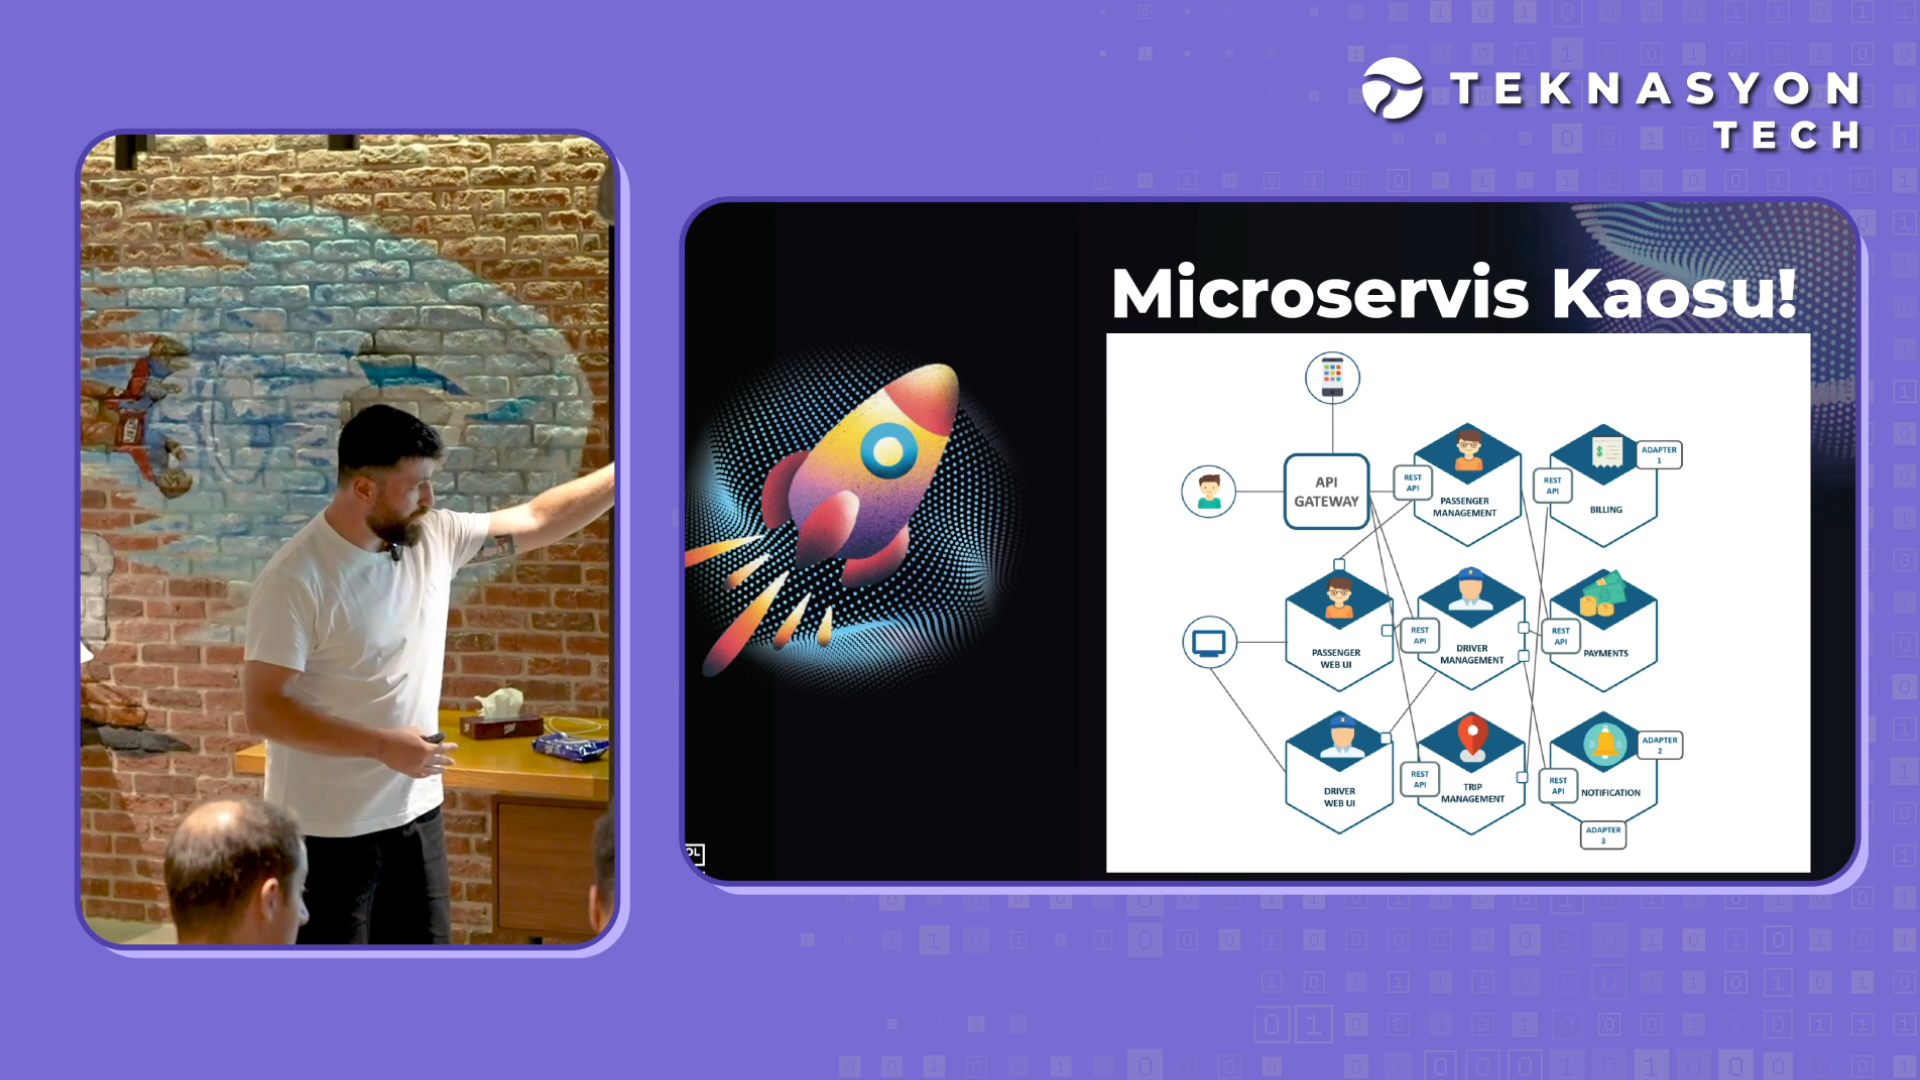 TEKNASYON
TECH
Microservis Kaosu!
API
GATEWAY
REST
API
PASSENGER
MANAGEMENT
REST
API
BILLING
ADAPTER
1
PASSENGER
WEB UI
REST
API
DRIVER
MANAGEMENT
REST
API
PAYMENTS
DRIVER
WEB UI
REST
API
TRIP
MANAGEMENT
REST
API
NOTIFICATION
ADAPTER
2
ADAPTER
3